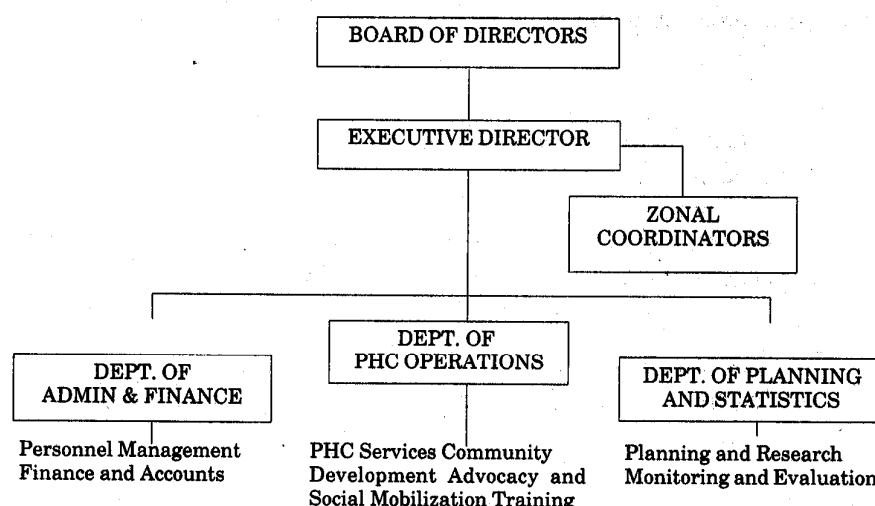 BOARD OF DIRECTORS
EXECUTIVE DIRECTOR
ZONAL
COORDINATORS
DEPT. OF
ADMIN & FINANCE
Personnel Management
Finance and Accounts
DEPT. OF
PHC OPERATIONS
PHC Services Community
Development Advocacy and
Social Mobilization Training
DEPT. OF PLANNING
AND STATISTICS
Planning and Research
Monitoring and Evaluation